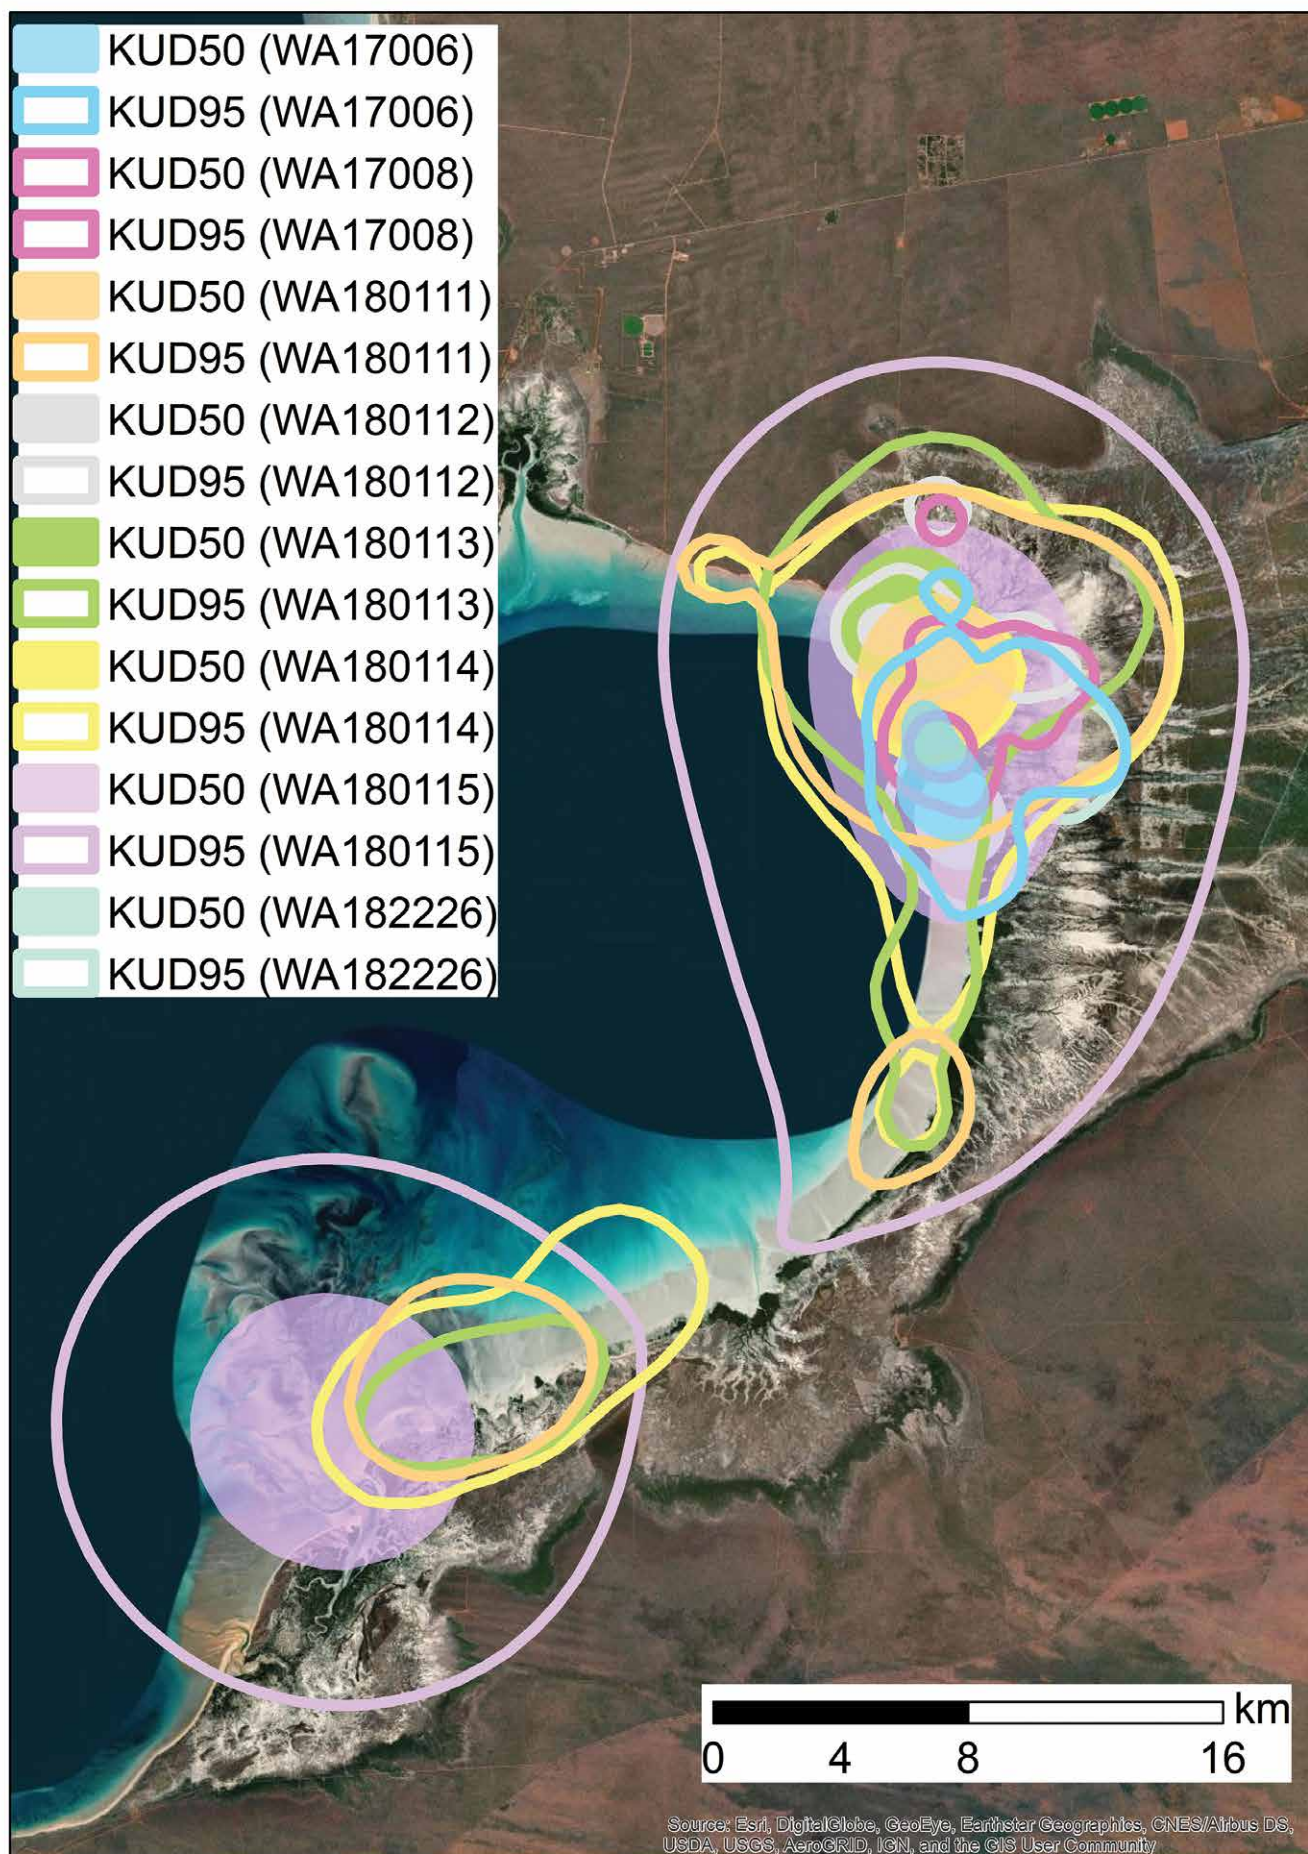 KUD50 (WA17006)
KUD95 (WA17006)
KUD50 (WA17008)
KUD95 (WA17008)
KUD50 (WA180111)
KUD95 (WA180111)
KUD50 (WA180112)
KUD95 (WA180112)
KUD50 (WA180113)
KUD95 (WA180113)
KUD50 (WA180114)
KUD95 (WA180114)
KUD50 (WA180115)
KUD95 (WA180115)
KUD50 (WA182226)
KUD95 (WA182226)
km
0 4 8 16
Source: Esri, DigitalGlobe, GeoEye, Earthstar Geographics, CNES/Airbus DS,
USDA, USGS, AeroGRID, IGN, and the GIS User Community